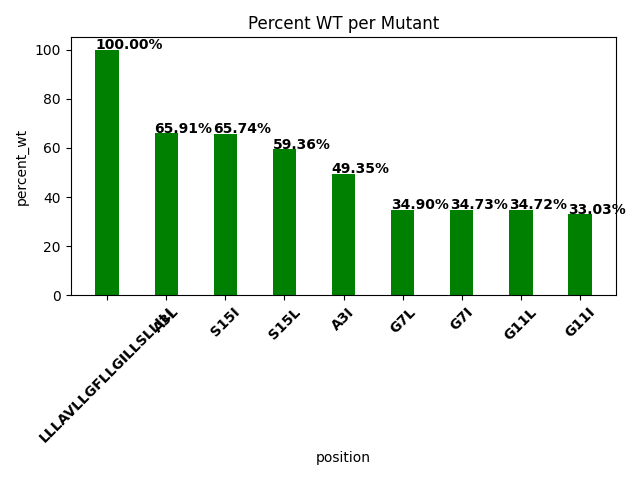 Percent WT per Mutant
percent_wt
100
80
60
40
20
0
100.00%
65.91%
65.74%
59.36%
49.35%
34.90%
34.73%
34.72%
33.03%
A3L
S15I
S15L
A3I
G7L
G7I
G11L
G11I
position